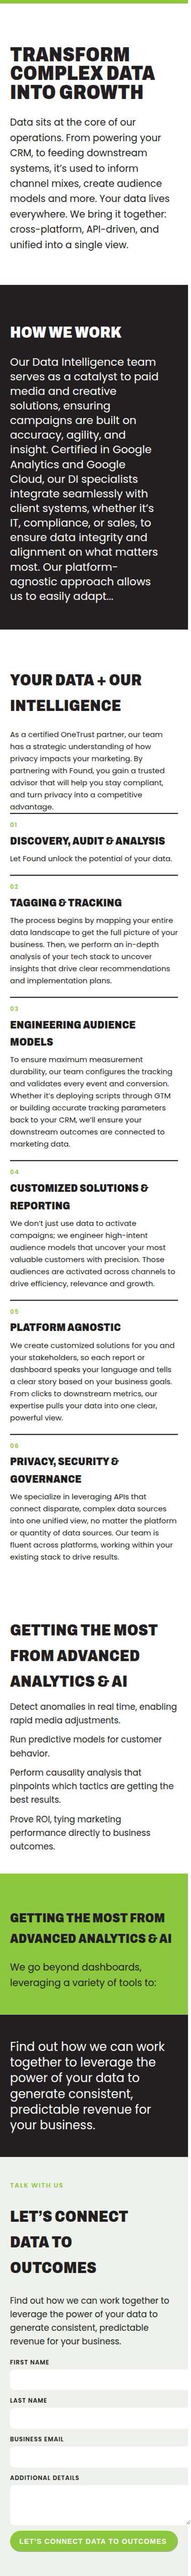 TRANSFORM
COMPLEX DATA
INTO GROWTH
Data sits at the core of our
operations. From powering your
CRM, to feeding downstream
systems, it's used to inform
channel mixes, create audience
models and more. Your data lives
everywhere. We bring it together:
cross-platform, API-driven, and
unified into a single view.
HOW WE WORK
Our Data Intelligence team
serves as a catalyst to paid
media and creative
solutions, ensuring
campaigns are built on
accuracy, agility, and
insight. Certified in Google
Analytics and Google
Cloud, our DI specialists
integrate seamlessly with
client systems, whether it's
IT, compliance, or sales, to
ensure data integrity and
alignment on what matters
most. Our platform-
agnostic approach allows
us to easily adapt...
YOUR DATA + OUR
INTELLIGENCE
As a certified OneTrust partner, our team
has a strategic understanding of how
privacy impacts your marketing. By
partnering with Found, you gain a trusted
advisor that will help you stay compliant,
and turn privacy into a competitive
advantage.
01
DISCOVERY, AUDIT & ANALYSIS
Let Found unlock the potential of your data.
02
TAGGING & TRACKING
The process begins by mapping your entire
data landscape to get the full picture of your
business. Then, we perform an in-depth
analysis of your tech stack to uncover
insights that drive clear recommendations
and implementation plans.
03
ENGINEERING AUDIENCE
MODELS
To ensure maximum measurement
durability, our team configures the tracking
and validates every event and conversion.
Whether it's deploying scripts through GTM
or building accurate tracking parameters
back to your CRM, we'll ensure your
downstream outcomes are connected to
marketing data.
04
CUSTOMIZED SOLUTIONS &
REPORTING
We don't just use data to activate
campaigns; we engineer high-intent
audience models that uncover your most
valuable customers with precision. Those
audiences are activated across channels to
drive efficiency, relevance and growth.
05
PLATFORM AGNOSTIC
We create customized solutions for you and
your stakeholders, so each report or
dashboard speaks your language and tells
a clear story based on your business goals.
From clicks to downstream metrics, our
expertise pulls your data into one clear,
powerful view.
06
PRIVACY, SECURITY &
GOVERNANCE
We specialize in leveraging APIs that
connect disparate, complex data sources
into one unified view, no matter the platform
or quantity of data sources. Our team is
fluent across platforms, working within your
existing stack to drive results.
GETTING THE MOST
FROM ADVANCED
ANALYTICS & AI
Detect anomalies in real time, enabling
rapid media adjustments.
Run predictive models for customer
behavior.
Perform causality analysis that
pinpoints which tactics are getting the
best results.
Prove ROI, tying marketing
performance directly to business
outcomes.
GETTING THE MOST FROM
ADVANCED ANALYTICS & AI
We go beyond dashboards,
leveraging a variety of tools to:
Find out how we can work
together to leverage the
power of your data to
generate consistent,
predictable revenue for
your business.
TALK WITH US
LET'S CONNECT
DATA TO
OUTCOMES
Find out how we can work together to
leverage the power of your data to
generate consistent, predictable
revenue for your business.
FIRST NAME
LAST NAME
BUSINESS EMAIL
ADDITIONAL DETAILS
LET'S CONNECT DATA TO OUTCOMES